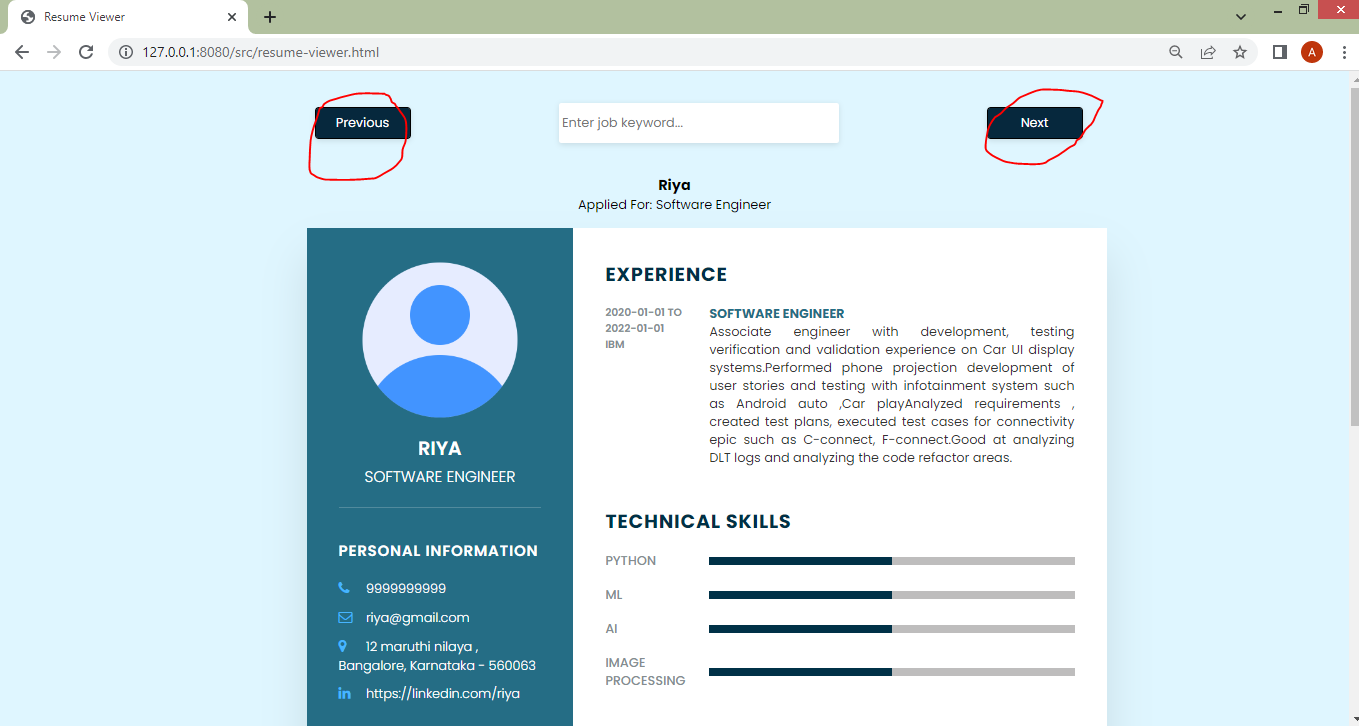 Resume Viewer
127.0.0.1:8080/src/resume-viewer.html
A
Previous
Enter job keyword...
Next
Riya
Applied For: Software Engineer
RIYA
SOFTWARE ENGINEER
PERSONAL INFORMATION
9999999999
riya@gmail.com
12 maruthi nilaya ,
Bangalore, Karnataka - 560063
in
https://linkedin.com/riya
EXPERIENCE
2020-01-01 TO
2022-01-01
IBM
SOFTWARE ENGINEER
Associate engineer with development, testing
verification and validation experience on Car UI display
systems.Performed phone projection development of
user stories and testing with infotainment system such
as Android auto ,Car playAnalyzed requirements ,
created test plans, executed test cases for connectivity
epic such as C-connect, F-connect.Good at analyzing
DLT logs and analyzing the code refactor areas.
TECHNICAL SKILLS
PYTHON
ML
AI
IMAGE
PROCESSING